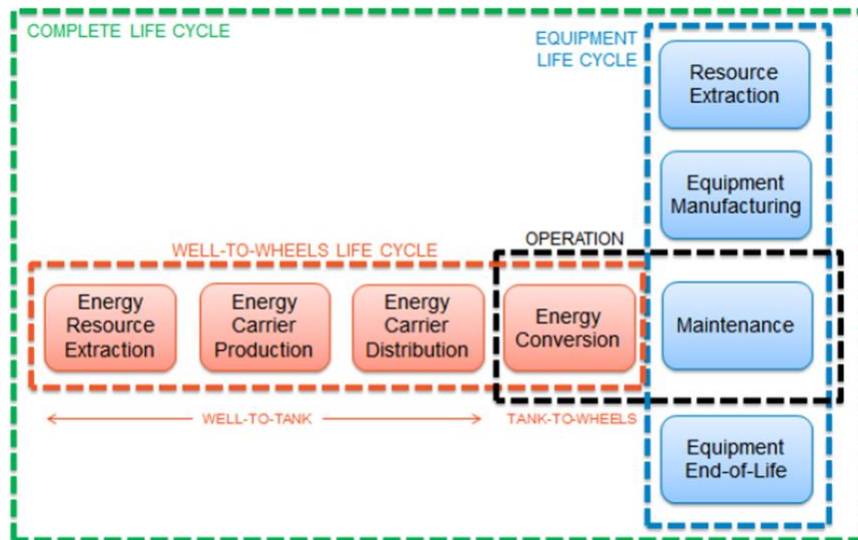 COMPLETE LIFE CYCLE
EQUIPMENT
LIFE CYCLE
Resource
Extraction
Equipment
Manufacturing
OPERATION
WELL-TO-WHEELS LIFE CYCLE
Energy
Resource
Extraction
Energy
Carrier
Production
Energy
Carrier
Distribution
Energy
Conversion
Maintenance
WELL-TO-TANK
TANK-TO-WHEELS
Equipment
End-of-Life